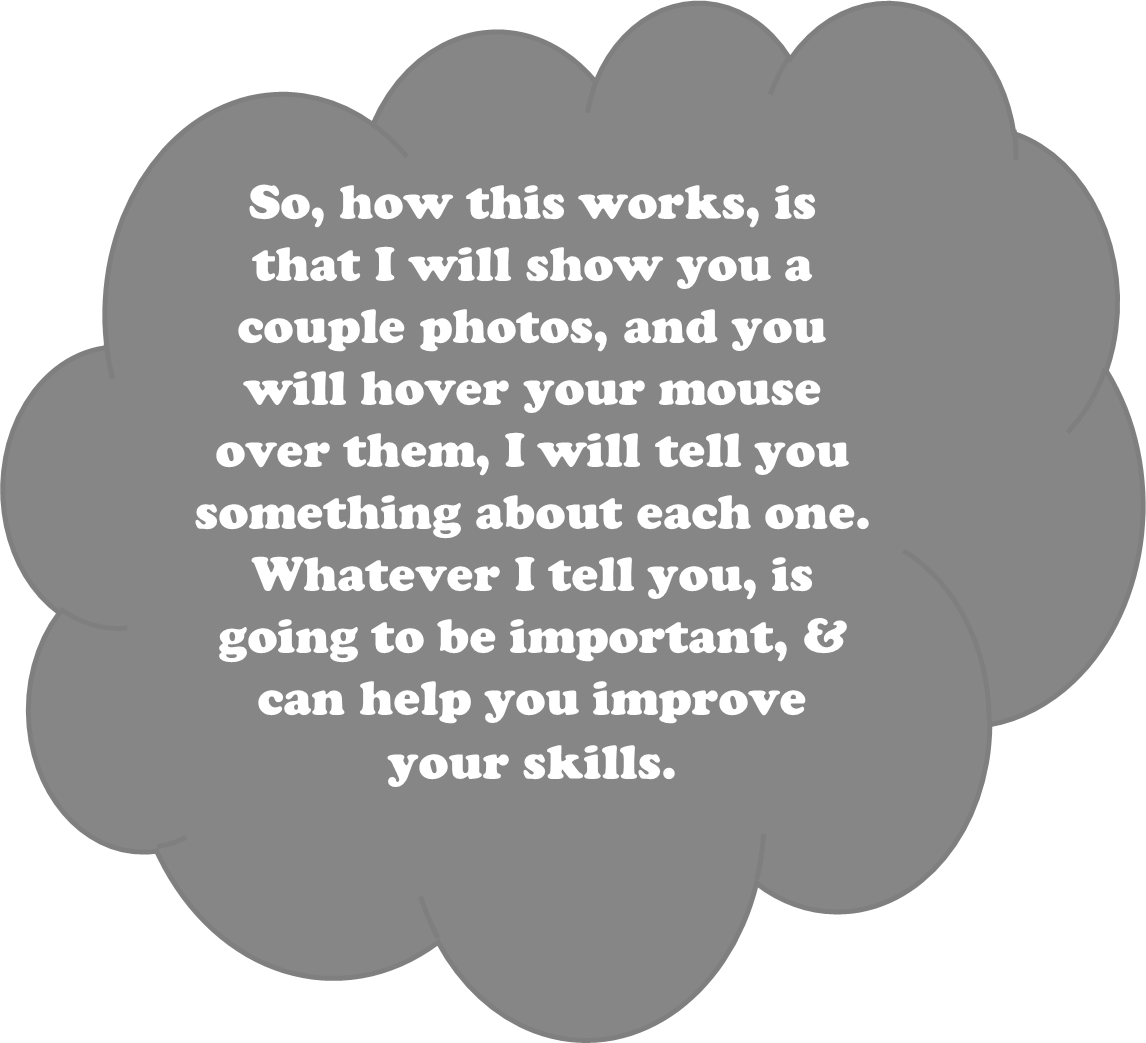 So, how this works, is
that I will show you a
couple photos, and you
will hover your mouse
over them, I will tell you
something about each one.
Whatever I tell you, is
going to be important, &
can help you improve
your skills.